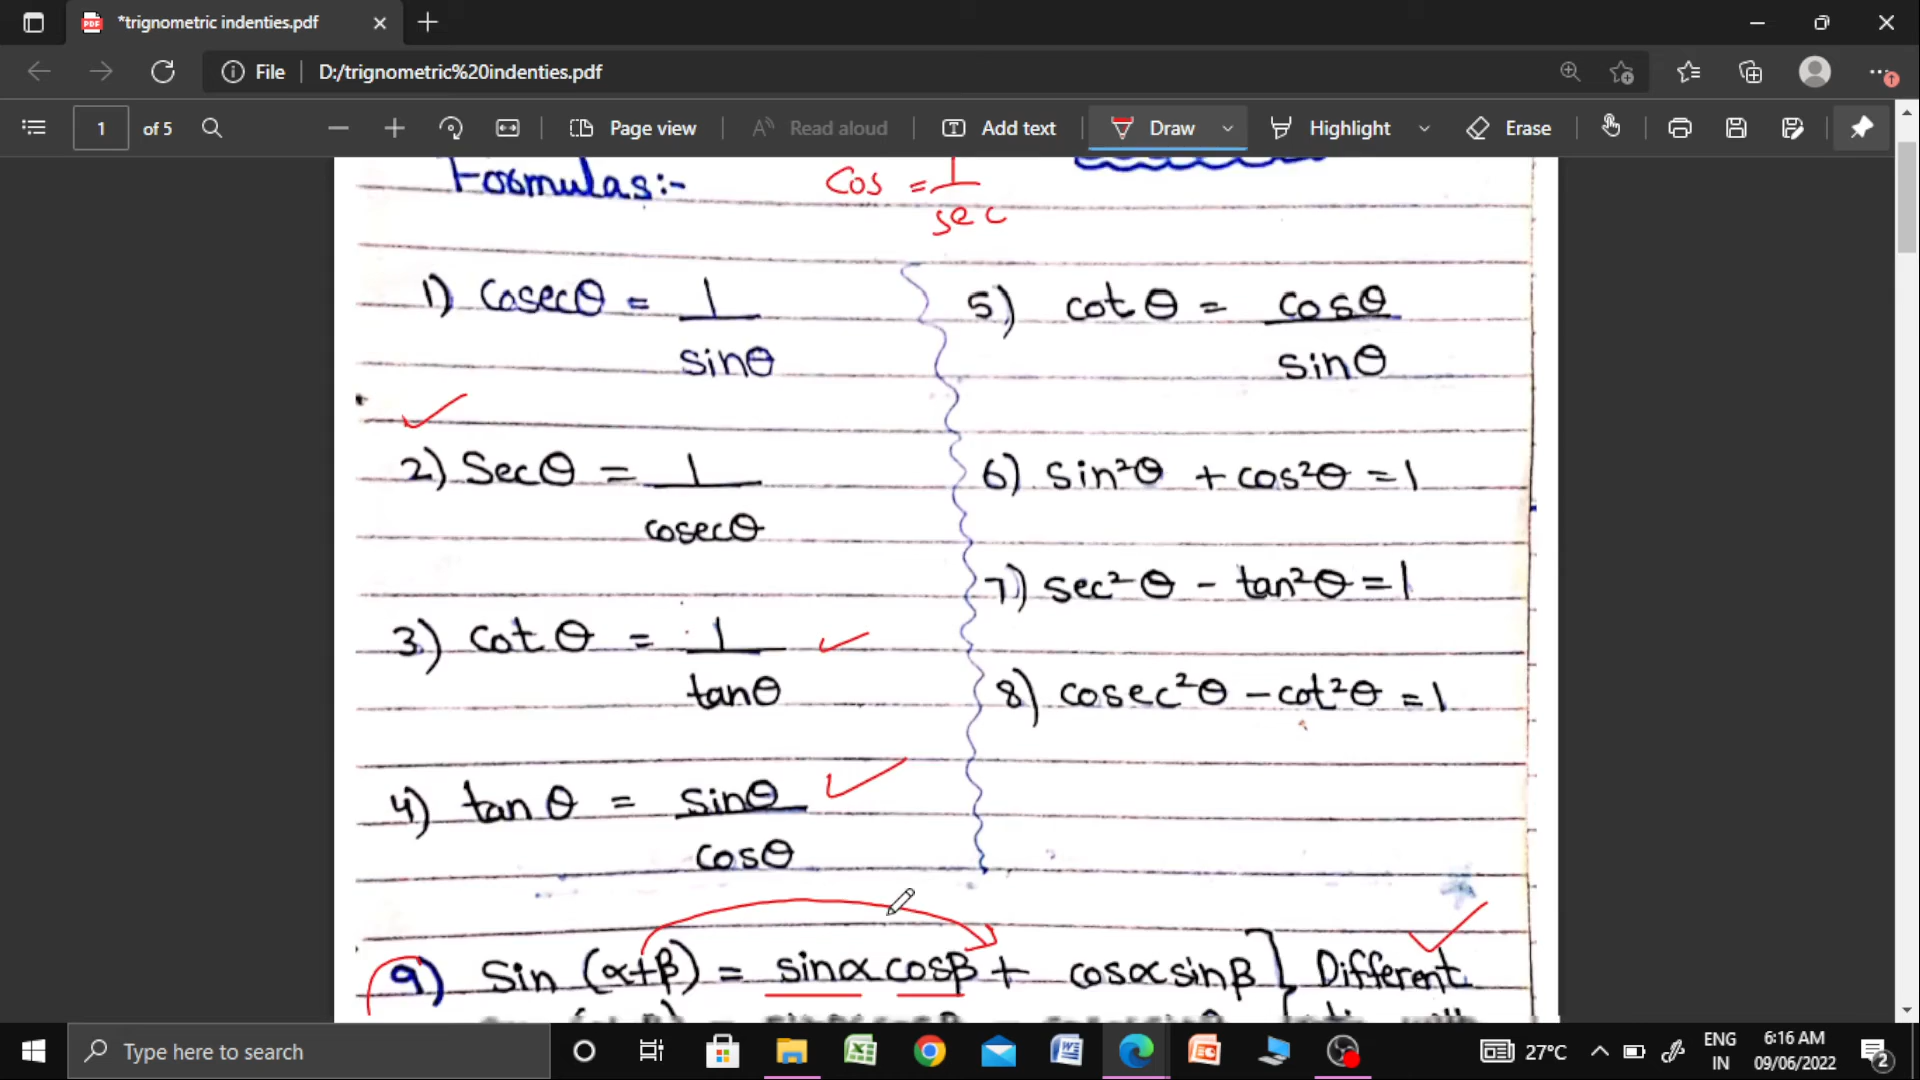 *trignometric indenties.pdf
File D:/trignometric%20indenties.pdf
1 of 5 Page view Read aloud Add text Draw Highlight Erase
Formulas:-
Cos = 1/sec
1) cosecθ = 1/sinθ
5) cotθ = cosθ/sinθ
2) Secθ = 1/cosecθ
6) sin²θ + cos²θ = 1
3) cotθ = 1/tanθ
7) sec²θ - tan²θ = 1
8) cosec²θ - cot²θ = 1
4) tanθ = sinθ/cosθ
9) Sin (α+β) = sinα cosβ + cosα sinβ } Different
Type here to search
27°C ENG IN 6:16 AM 09/06/2022 2